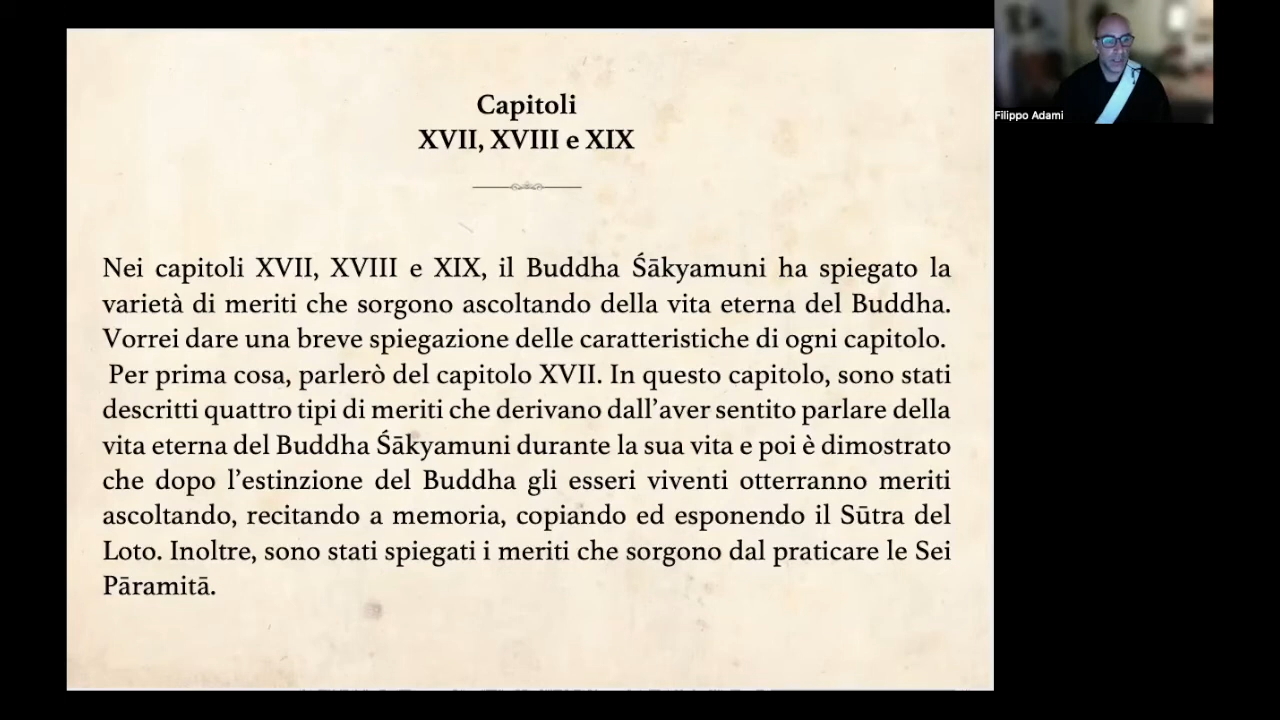 Capitoli
XVII, XVIII e XIX
Nei capitoli XVII, XVIII e XIX, il Buddha Śākyamuni ha spiegato la
varietà di meriti che sorgono ascoltando della vita eterna del Buddha.
Vorrei dare una breve spiegazione delle caratteristiche di ogni capitolo.
Per prima cosa, parlerò del capitolo XVII. In questo capitolo, sono stati
descritti quattro tipi di meriti che derivano dall’aver sentito parlare della
vita eterna del Buddha Śākyamuni durante la sua vita e poi è dimostrato
che dopo l’estinzione del Buddha gli esseri viventi otterranno meriti
ascoltando, recitando a memoria, copiando ed esponendo il Sūtra del
Loto. Inoltre, sono stati spiegati i meriti che sorgono dal praticare le Sei
Pāramitā.
Filippo Adami